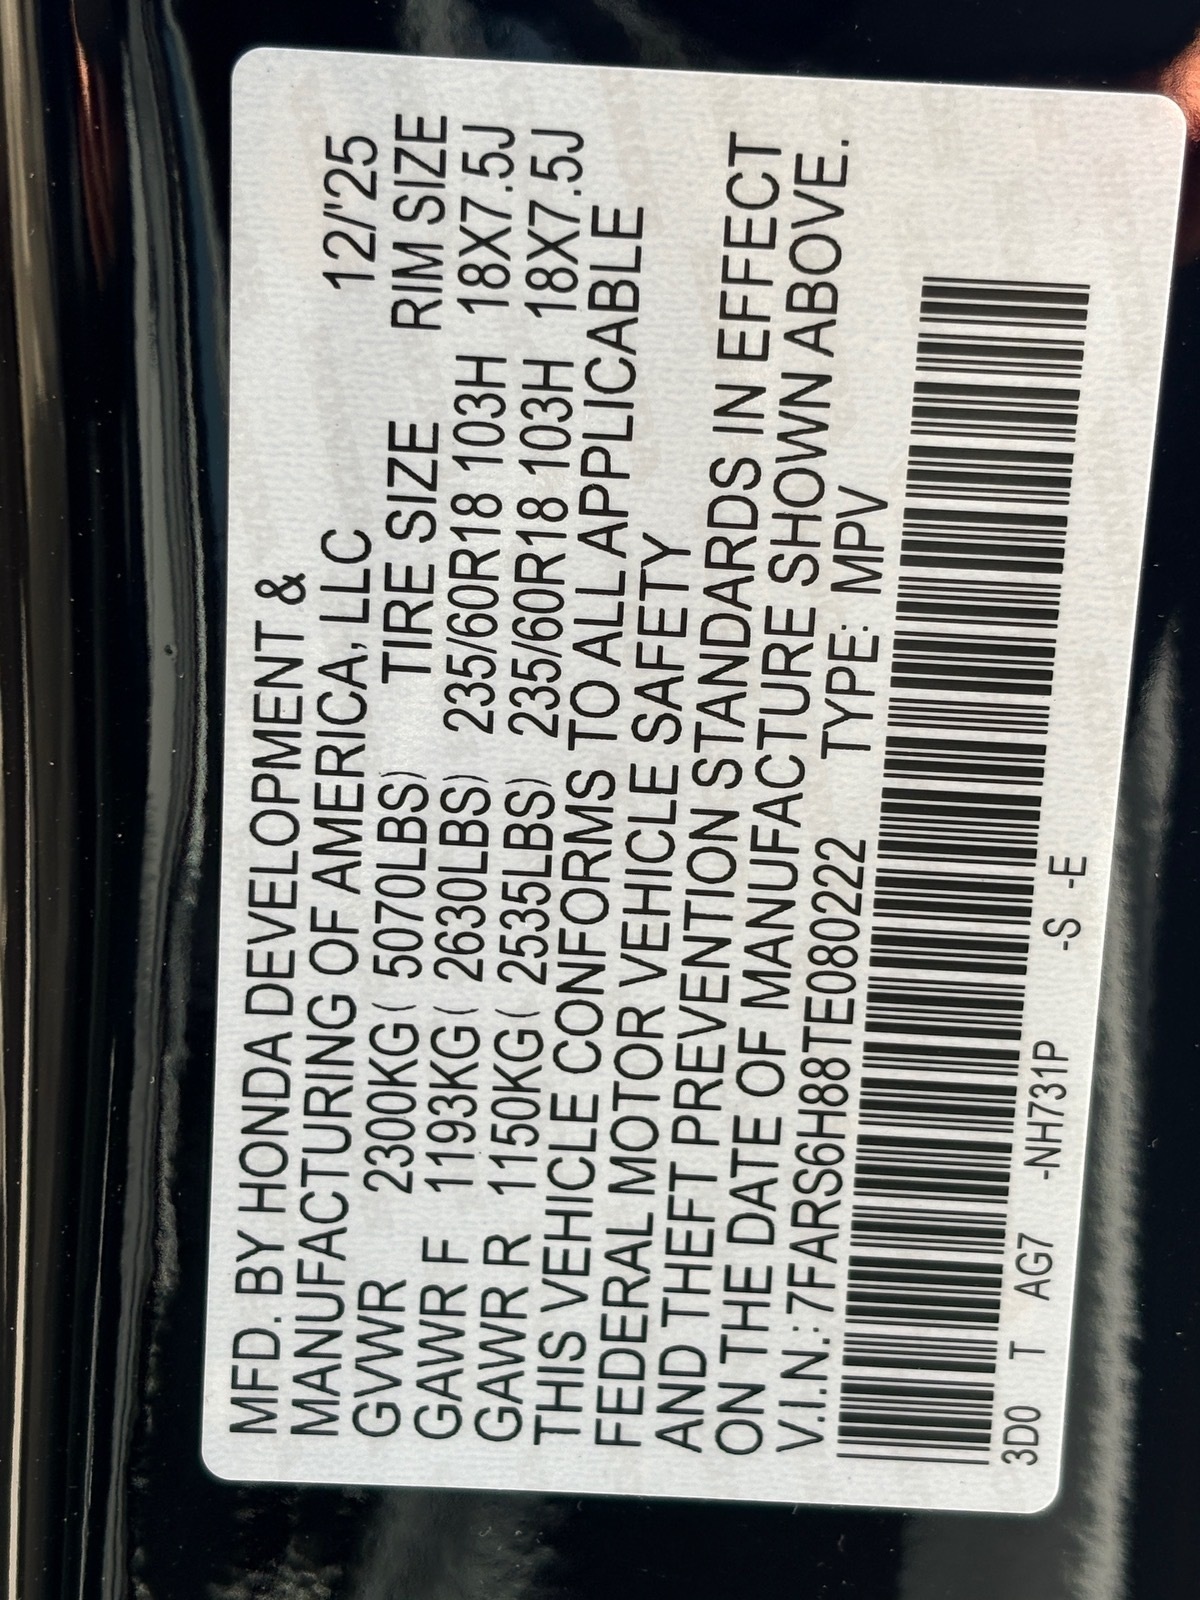 MFD. BY HONDA DEVELOPMENT &
MANUFACTURING OF AMERICA, LLC 12/'25
GVWR 2300KG( 5070LBS) TIRE SIZE RIM SIZE
GAWR F 1193KG( 2630LBS) 235/60R18 103H 18X7.5J
GAWR R 1150KG( 2535LBS) 235/60R18 103H 18X7.5J
THIS VEHICLE CONFORMS TO ALL APPLICABLE
FEDERAL MOTOR VEHICLE SAFETY
AND THEFT PREVENTION STANDARDS IN EFFECT
ON THE DATE OF MANUFACTURE SHOWN ABOVE.
V.I.N.:7FARS6H88TE080222 TYPE: MPV
3D0 T AG7 -NH731P -S -E